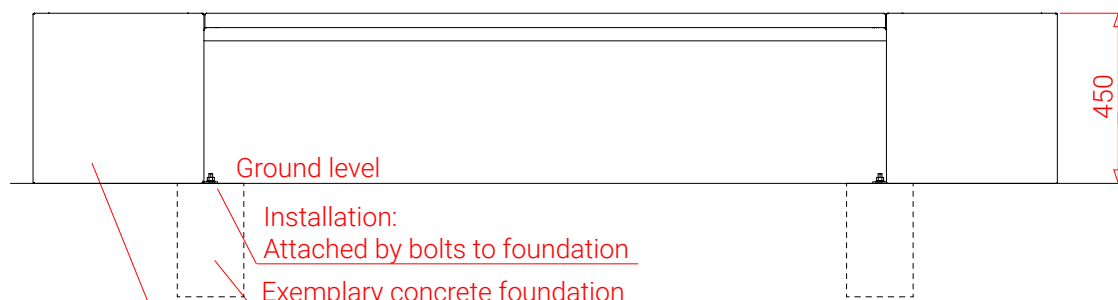 450
Ground level
Installation:
Attached by bolts to foundation
Exemplary concrete foundation